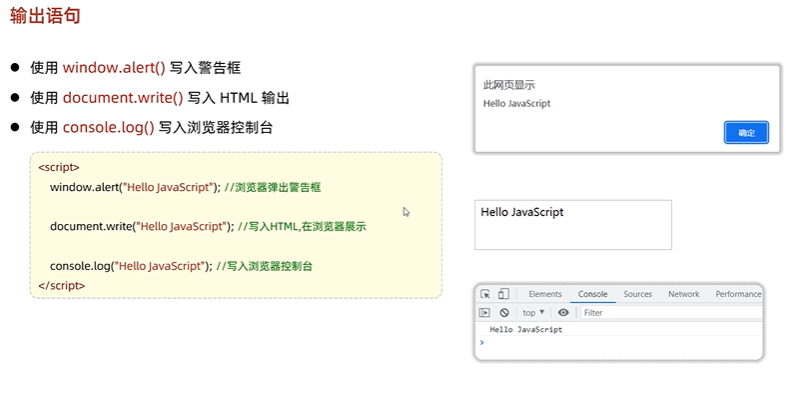 输出语句
使用 window.alert() 写入警告框
使用 document.write() 写入 HTML 输出
使用 console.log() 写入浏览器控制台
<script>
window.alert("Hello JavaScript"); //浏览器弹出警告框
document.write("Hello JavaScript"); //写入HTML,在浏览器展示
console.log("Hello JavaScript"); //写入浏览器控制台
</script>
此网页显示
Hello JavaScript
确定
Hello JavaScript
Elements Console Sources Network Performance
top ▼ Filter
Hello JavaScript
>